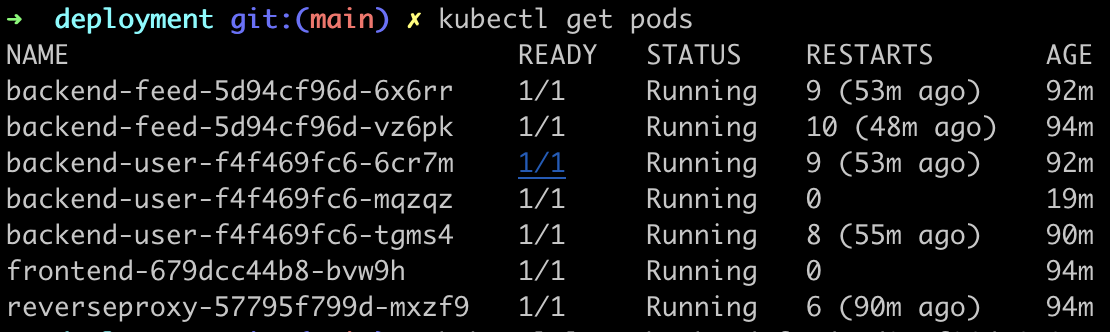 ➜  deployment git:(main) ✗ kubectl get pods
NAME                            READY   STATUS    RESTARTS       AGE
backend-feed-5d94cf96d-6x6rr    1/1     Running   9 (53m ago)    92m
backend-feed-5d94cf96d-vz6pk    1/1     Running   10 (48m ago)   94m
backend-user-f4f469fc6-6cr7m    1/1     Running   9 (53m ago)    92m
backend-user-f4f469fc6-mqzqz    1/1     Running   0              19m
backend-user-f4f469fc6-tgms4    1/1     Running   8 (55m ago)    90m
frontend-679dcc44b8-bvw9h       1/1     Running   0              94m
reverseproxy-57795f799d-mxzf9   1/1     Running   6 (90m ago)    94m